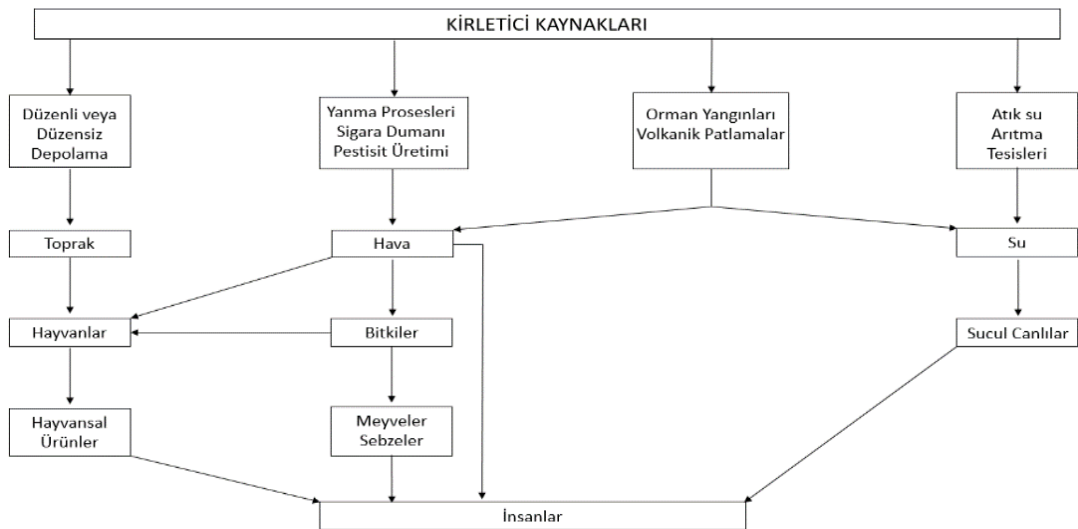 KİRLETİCİ KAYNAKLARI
Düzenli veya
Düzensiz
Depolama
Yanma Prosesleri
Sigara Dumanı
Pestisit Üretimi
Orman Yangınları
Volkanik Patlamalar
Atık su
Arıtma
Tesisleri
Toprak
Hava
Su
Hayvanlar
Bitkiler
Sucul Canlılar
Hayvansal
Ürünler
Meyveler
Sebzeler
İnsanlar